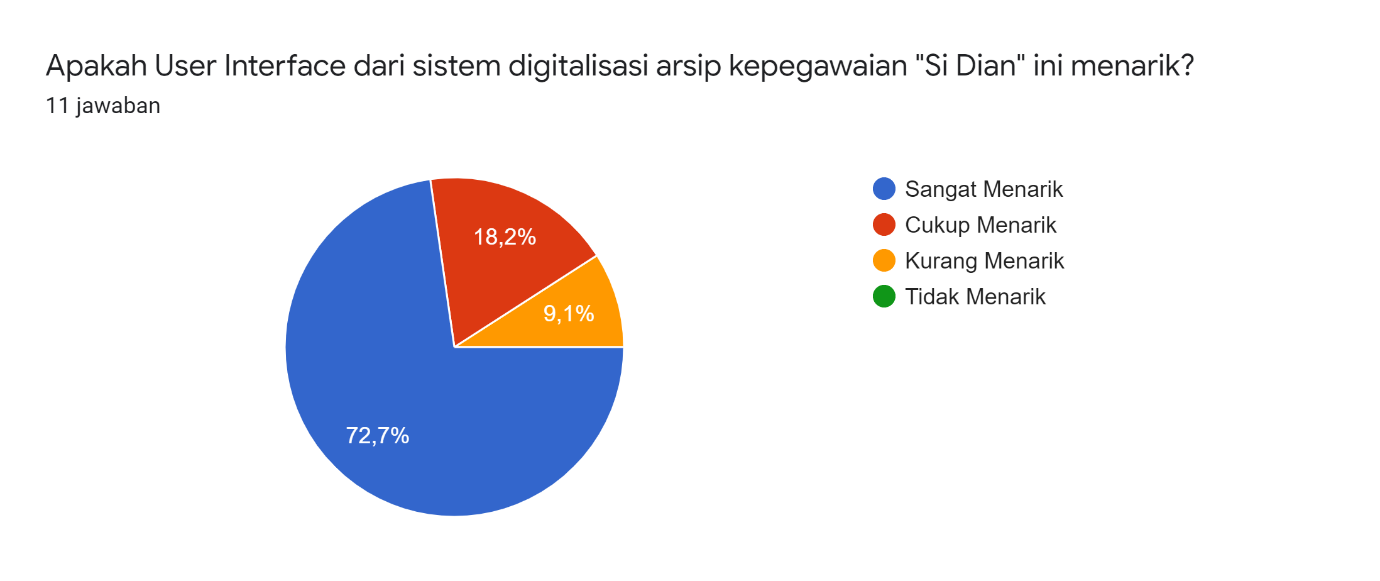 Apakah User Interface dari sistem digitalisasi arsip kepegawaian "Si Dian" ini menarik?
11 jawaban
18,2%
9,1%
72,7%
Sangat Menarik
Cukup Menarik
Kurang Menarik
Tidak Menarik